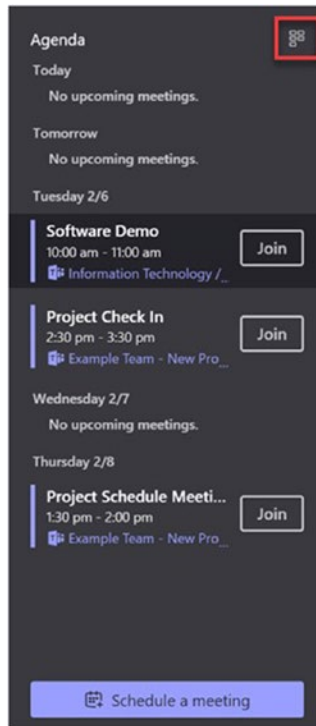 Agenda
Today
No upcoming meetings.
Tomorrow
No upcoming meetings.
Tuesday 2/6
Software Demo
10:00 am - 11:00 am
Join
Information Technology /...
Project Check In
2:30 pm - 3:30 pm
Join
Example Team - New Pro...
Wednesday 2/7
No upcoming meetings.
Thursday 2/8
Project Schedule Meeti...
1:30 pm - 2:00 pm
Join
Example Team - New Pro...
Schedule a meeting